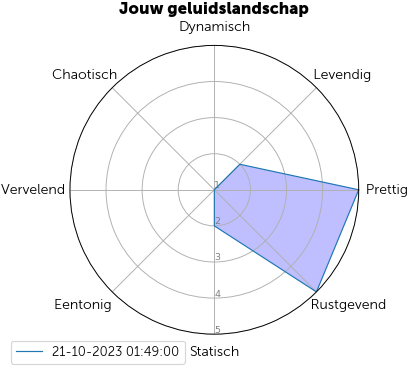 Jouw geluidslandschap
Dynamisch
Chaotisch
Levendig
Vervelend
1
Prettig
2
3
4
Eentonig
Rustgevend
5
21-10-2023 01:49:00
Statisch